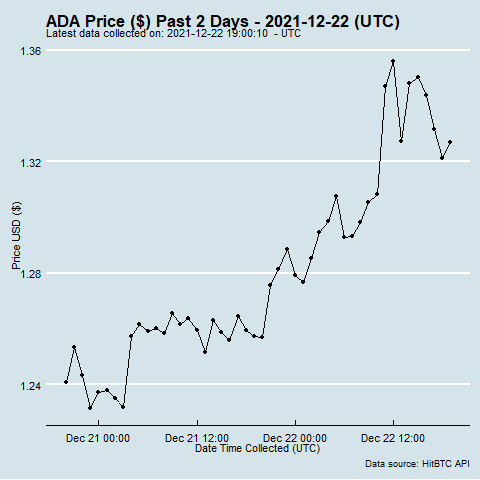 ADA Price ($) Past 2 Days - 2021-12-22 (UTC)
Latest data collected on: 2021-12-22 19:00:10  - UTC
1.36
1.32
1.28
1.24
Price USD ($)
Dec 21 00:00
Dec 21 12:00
Dec 22 00:00
Dec 22 12:00
Date Time Collected (UTC)
Data source: HitBTC API